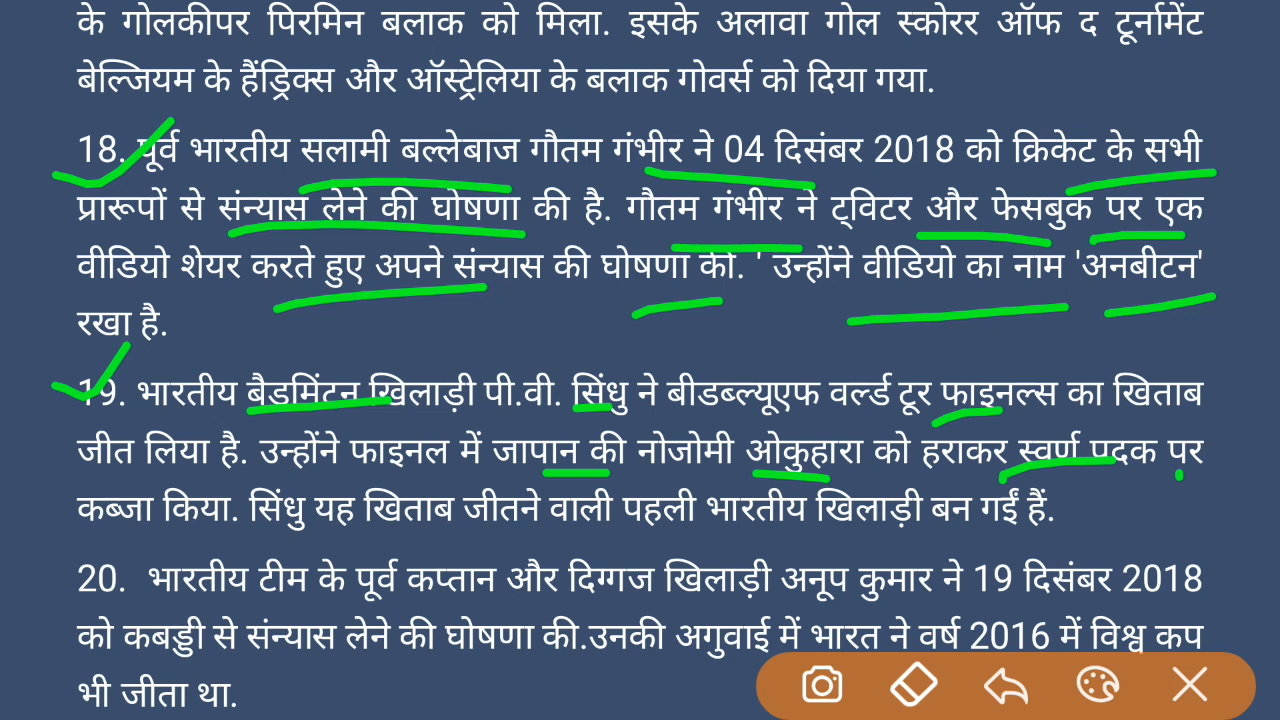 के गोलकीपर पिरमिन बलाक को मिला. इसके अलावा गोल स्कोरर ऑफ द टूर्नामेंट
बेल्जियम के हैंड्रिक्स और ऑस्ट्रेलिया के बलाक गोवर्स को दिया गया.
18. पूर्व भारतीय सलामी बल्लेबाज गौतम गंभीर ने 04 दिसंबर 2018 को क्रिकेट के सभी
प्रारूपों से संन्यास लेने की घोषणा की है. गौतम गंभीर ने ट्विटर और फेसबुक पर एक
वीडियो शेयर करते हुए अपने संन्यास की घोषणा की. ' उन्होंने वीडियो का नाम 'अनबीटन'
रखा है.
19. भारतीय बैडमिंटन खिलाड़ी पी.वी. सिंधु ने बीडब्ल्यूएफ वर्ल्ड टूर फाइनल्स का खिताब
जीत लिया है. उन्होंने फाइनल में जापान की नोजोमी ओकुहारा को हराकर स्वर्ण पदक पर
कब्जा किया. सिंधु यह खिताब जीतने वाली पहली भारतीय खिलाड़ी बन गईं हैं.
20. भारतीय टीम के पूर्व कप्तान और दिग्गज खिलाड़ी अनूप कुमार ने 19 दिसंबर 2018
को कबड्डी से संन्यास लेने की घोषणा की.उनकी अगुवाई में भारत ने वर्ष 2016 में विश्व कप
भी जीता था.